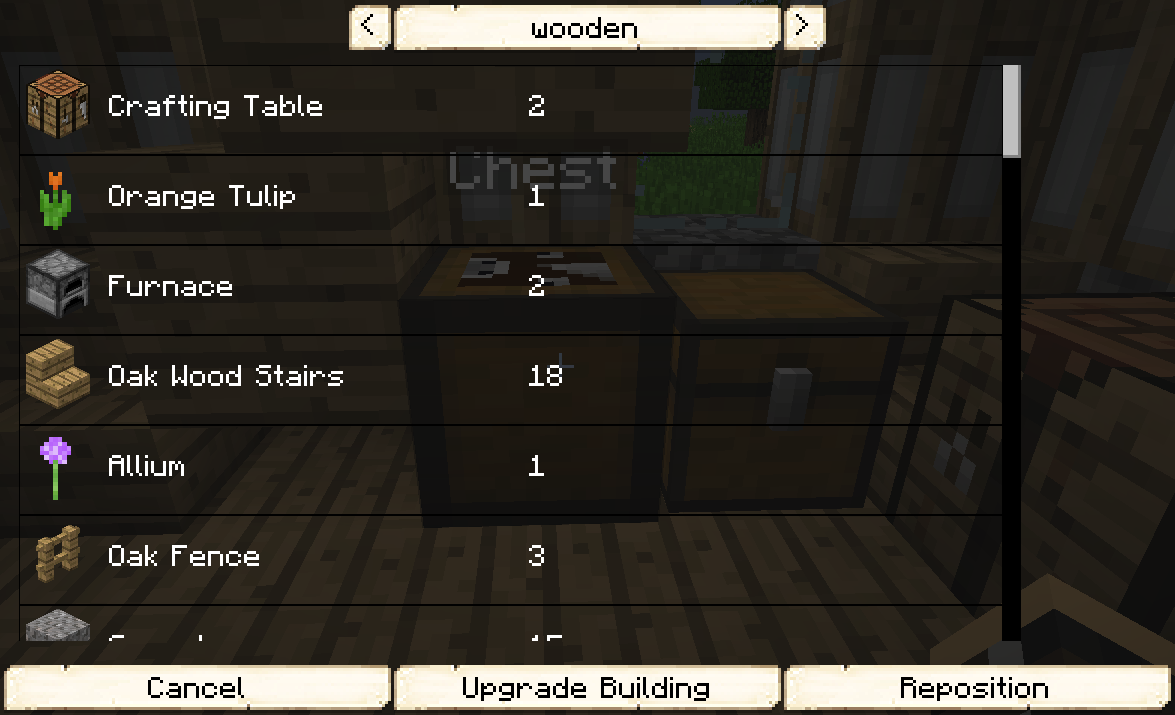 <
wooden
>
Crafting Table 2
Chest
Orange Tulip 1
Furnace 2
Oak Wood Stairs 18
Allium 1
Oak Fence 3
Cancel
Upgrade Building
Reposition